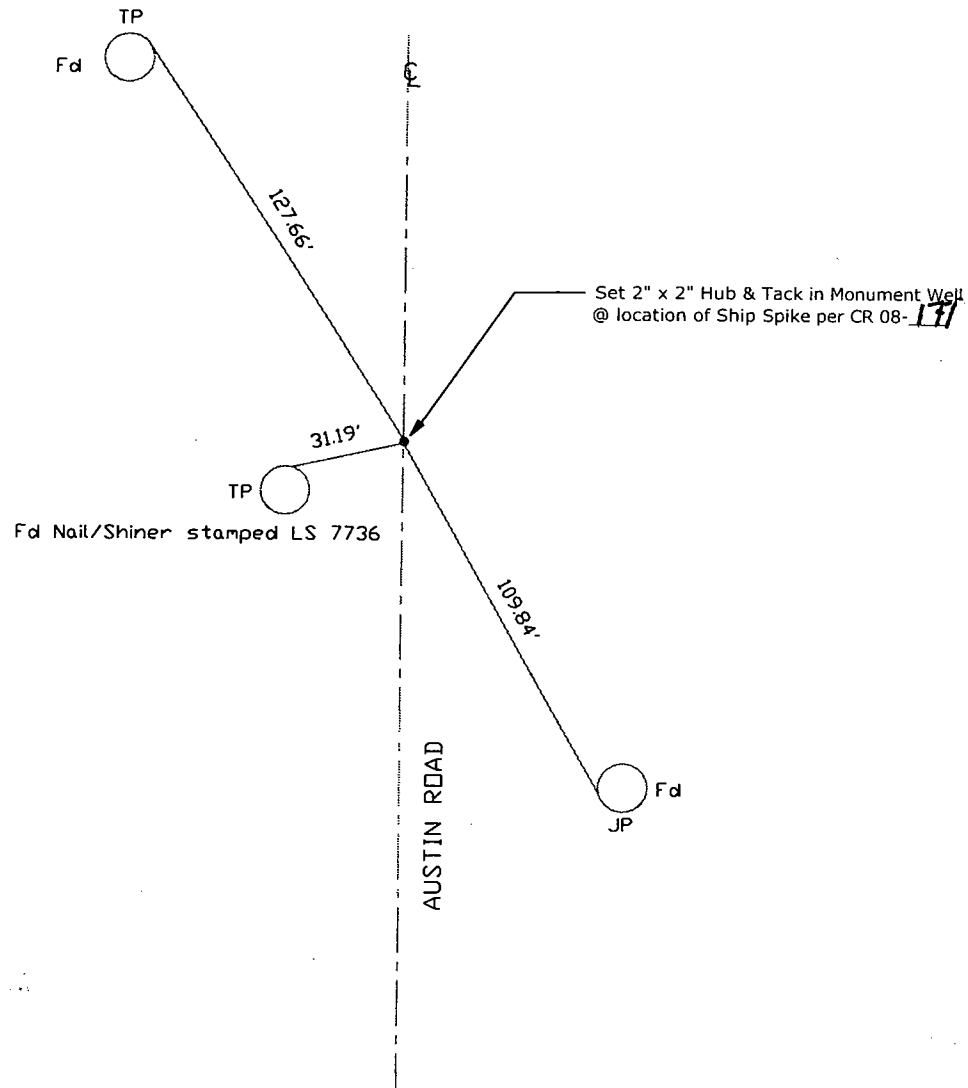 TP
Fd
℄
127.66'
Set 2" x 2" Hub & Tack in Monument Well
@ location of Ship Spike per CR 08-171
31.19'
TP
Fd Nail/Shiner stamped LS 7736
109.84'
Fd
JP
AUSTIN ROAD